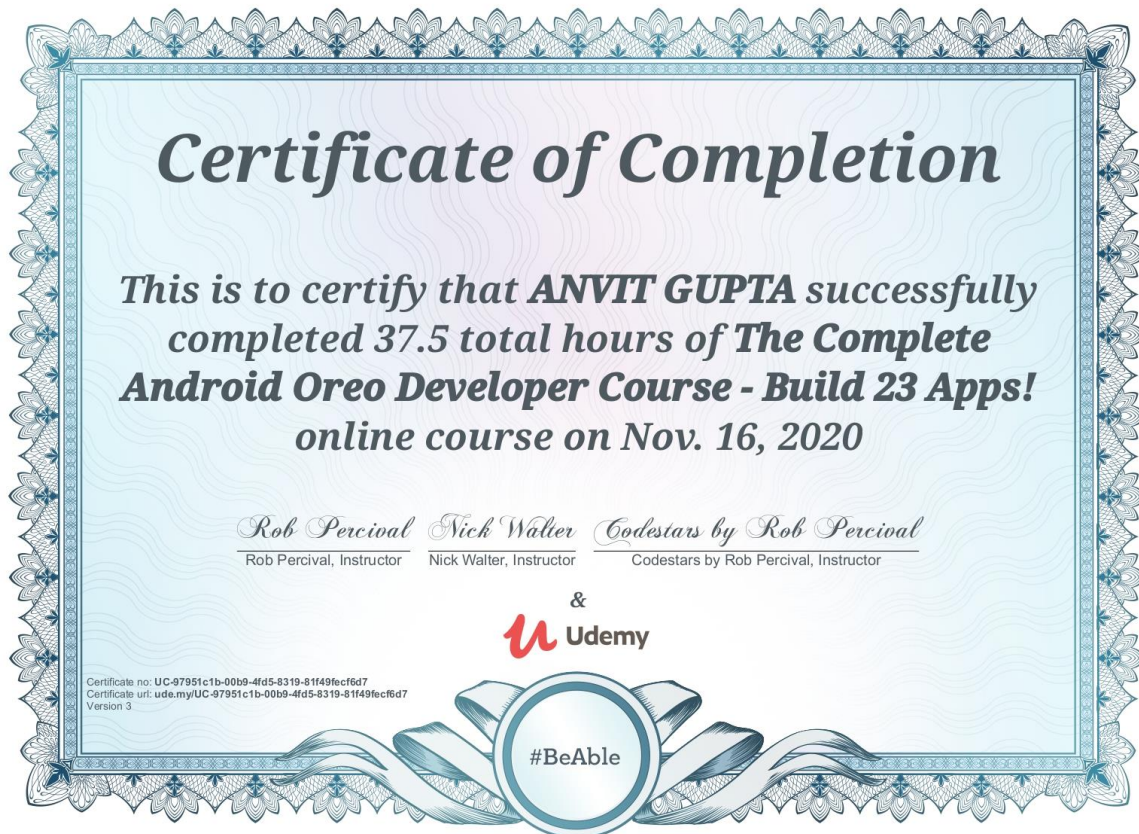 Certificate of Completion
This is to certify that ANVIT GUPTA successfully
completed 37.5 total hours of The Complete
Android Oreo Developer Course - Build 23 Apps!
online course on Nov. 16, 2020
Rob Percival Nick Walter Codestars by Rob Percival
Rob Percival, Instructor Nick Walter, Instructor Codestars by Rob Percival, Instructor
&
Udemy
Certificate no: UC-97951c1b-00b9-4fd5-8319-81f49fecf6d7
Certificate url: ude.my/UC-97951c1b-00b9-4fd5-8319-81f49fecf6d7
Version 3
#BeAble